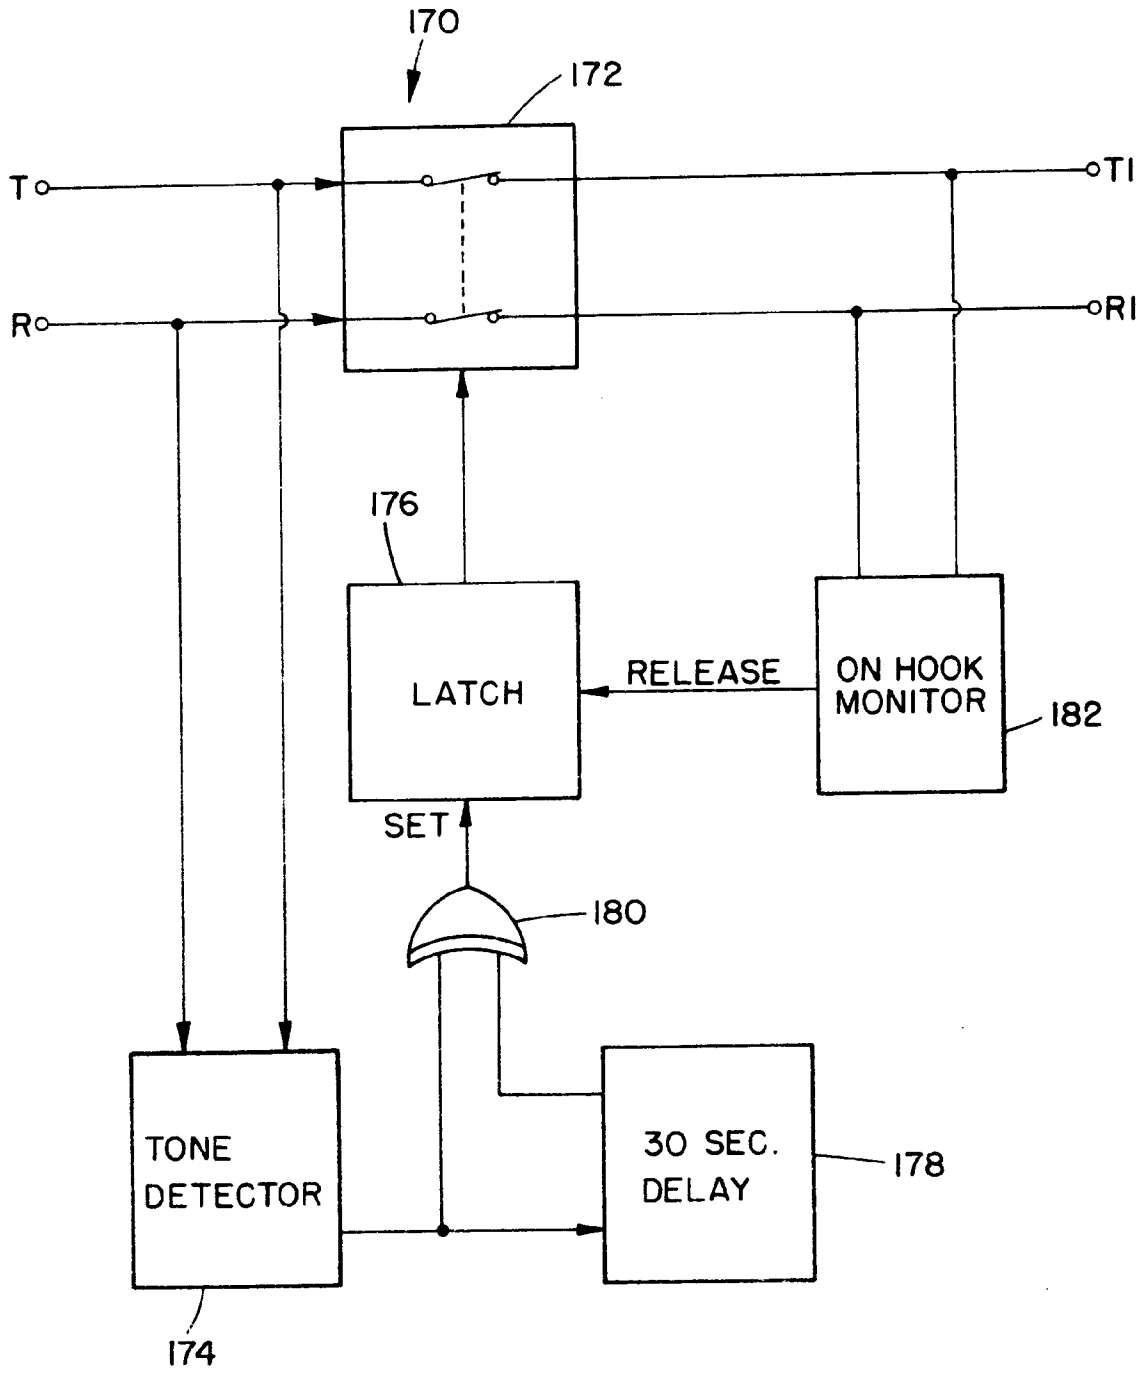 170
172
T
T1
R
R1
176
LATCH
RELEASE
ON HOOK
MONITOR
182
SET
180
TONE
DETECTOR
30 SEC.
DELAY
178
174